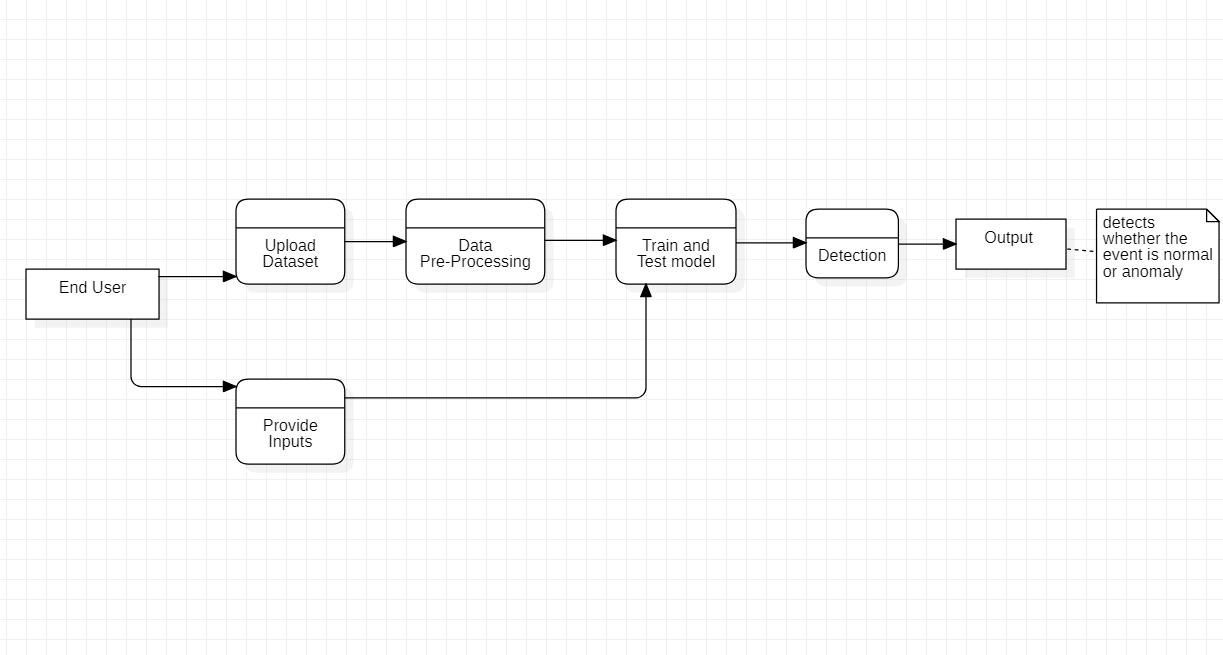 End User
Upload
Dataset
Data
Pre-Processing
Train and
Test model
Detection
Output
detects
whether the
event is normal
or anomaly
Provide
Inputs